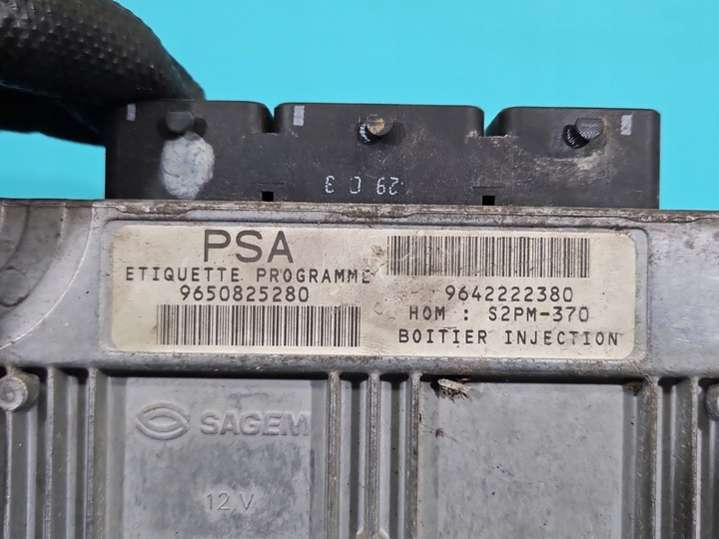 29 C 3
PSA
ETIQUETTE PROGRAMME
9650825280
9642222380
HOM : S2PM-370
BOITIER INJECTION
SAGEM
12 V